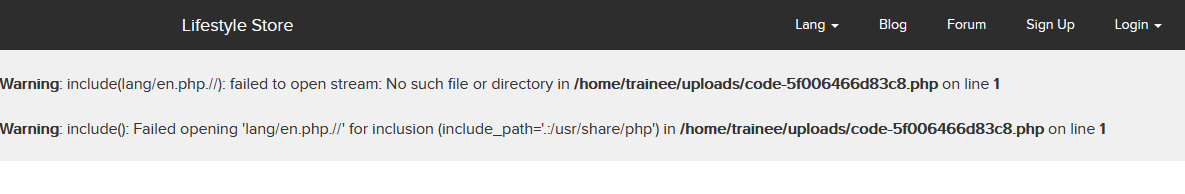 Lifestyle Store Lang Blog Forum Sign Up Login
Warning: include(lang/en.php.//): failed to open stream: No such file or directory in /home/trainee/uploads/code-5f006466d83c8.php on line 1
Warning: include(): Failed opening 'lang/en.php.//' for inclusion (include_path='.:/usr/share/php') in /home/trainee/uploads/code-5f006466d83c8.php on line 1